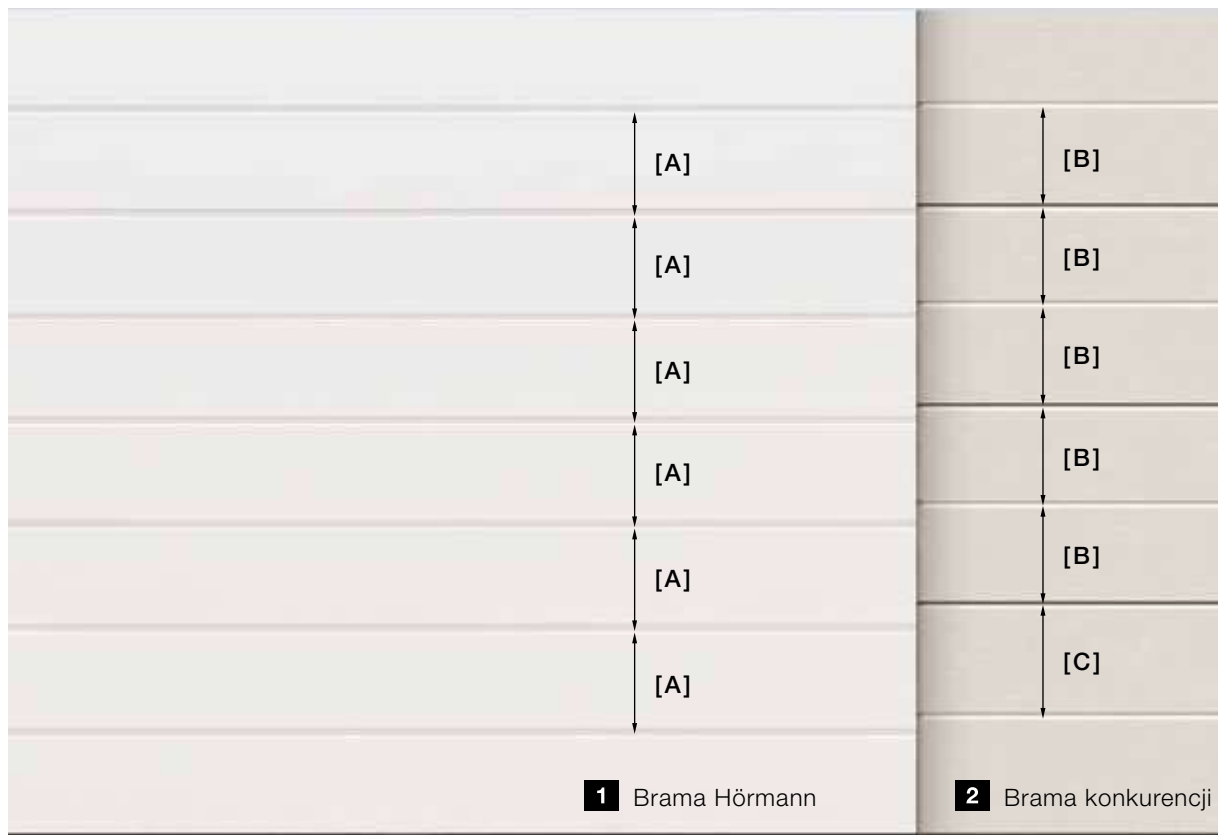 [A] [B]
[A] [B]
[A] [B]
[A] [B]
[A] [B]
[A] [C]
1 Brama Hörmann 2 Brama konkurencji